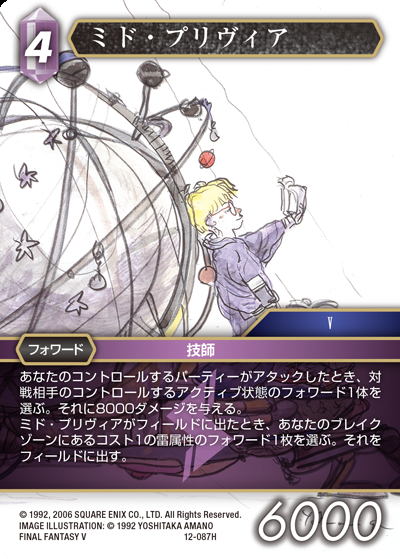 4
ミド・プリヴィア
V
フォワード
技師
あなたのコントロールするパーティーがアタックしたとき、対
戦相手のコントロールするアクティブ状態のフォワード1体を
選ぶ。それに8000ダメージを与える。
ミド・プリヴィアがフィールドに出たとき、あなたのブレイク
ゾーンにあるコスト1の雷属性のフォワード1枚を選ぶ。それを
フィールドに出す。
© 1992, 2006 SQUARE ENIX CO., LTD. All Rights Reserved.
IMAGE ILLUSTRATION: © 1992 YOSHITAKA AMANO
FINAL FANTASY V 12-087H
6000